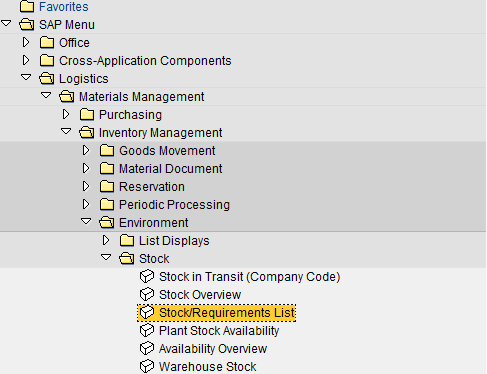 Favorites
SAP Menu
Office
Cross-Application Components
Logistics
Materials Management
Purchasing
Inventory Management
Goods Movement
Material Document
Reservation
Periodic Processing
Environment
List Displays
Stock
Stock in Transit (Company Code)
Stock Overview
Stock/Requirements List
Plant Stock Availability
Availability Overview
Warehouse Stock